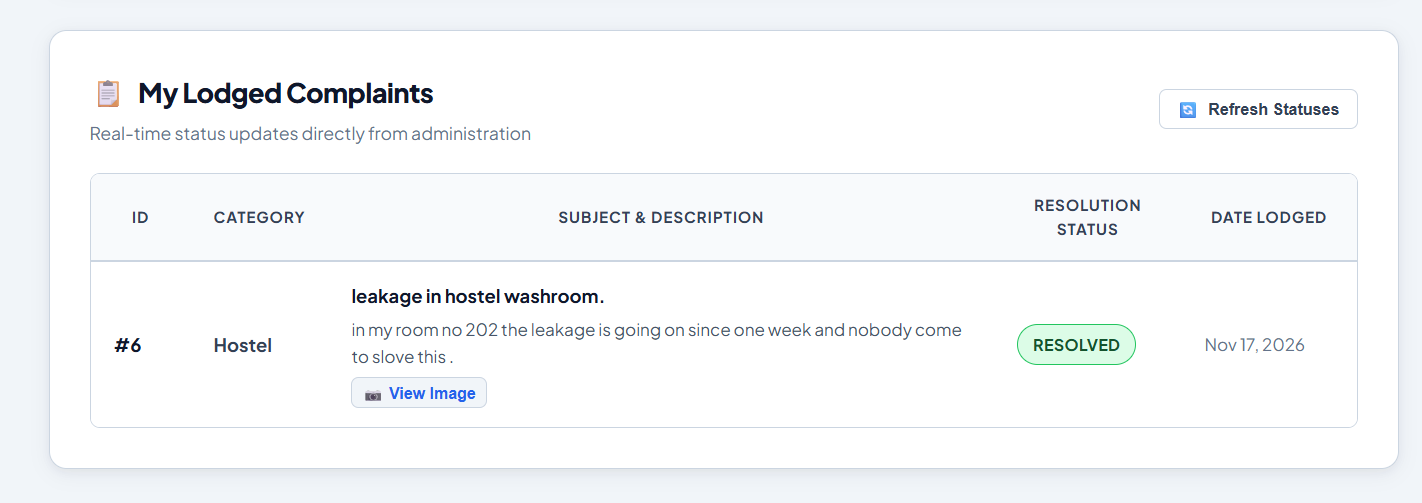 My Lodged Complaints
Real-time status updates directly from administration
Refresh Statuses
ID CATEGORY SUBJECT & DESCRIPTION RESOLUTION STATUS DATE LODGED
leakage in hostel washroom.
in my room no 202 the leakage is going on since one week and nobody come
to slove this .
#6 Hostel RESOLVED Nov 17, 2026
View Image